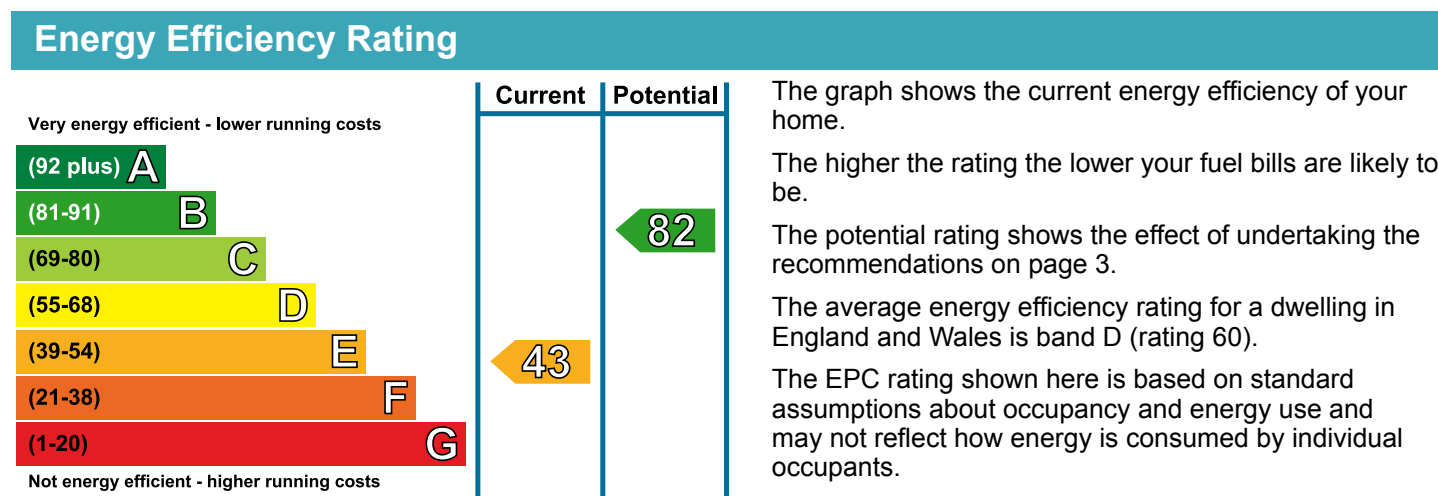 Energy Efficiency Rating
Current Potential
Very energy efficient - lower running costs
(92 plus) A
(81-91) B
82
(69-80) C
(55-68) D
(39-54) E
43
(21-38) F
(1-20) G
Not energy efficient - higher running costs
The graph shows the current energy efficiency of your
home.
The higher the rating the lower your fuel bills are likely to
be.
The potential rating shows the effect of undertaking the
recommendations on page 3.
The average energy efficiency rating for a dwelling in
England and Wales is band D (rating 60).
The EPC rating shown here is based on standard
assumptions about occupancy and energy use and
may not reflect how energy is consumed by individual
occupants.